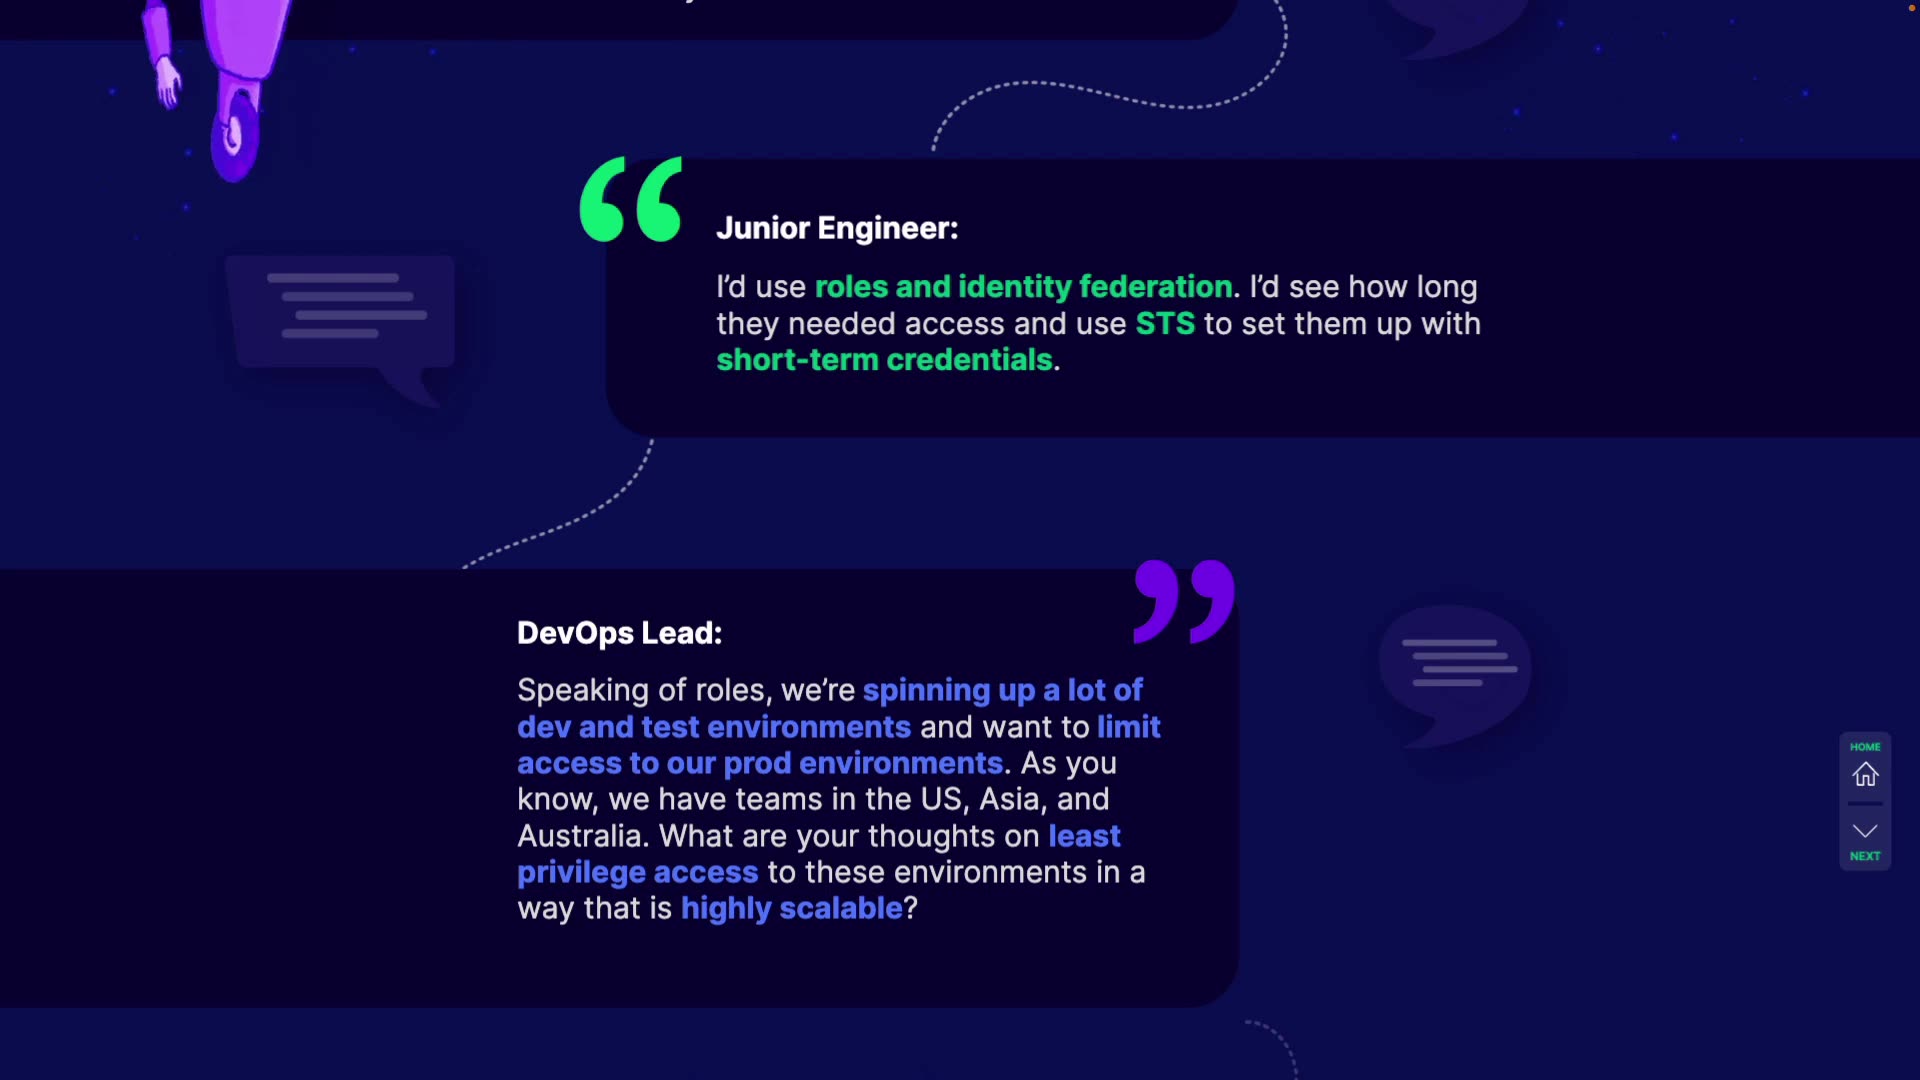 Junior Engineer:
I’d use roles and identity federation. I’d see how long
they needed access and use STS to set them up with
short-term credentials.
DevOps Lead:
Speaking of roles, we’re spinning up a lot of
dev and test environments and want to limit
access to our prod environments. As you
know, we have teams in the US, Asia, and
Australia. What are your thoughts on least
privilege access to these environments in a
way that is highly scalable?
HOME
NEXT